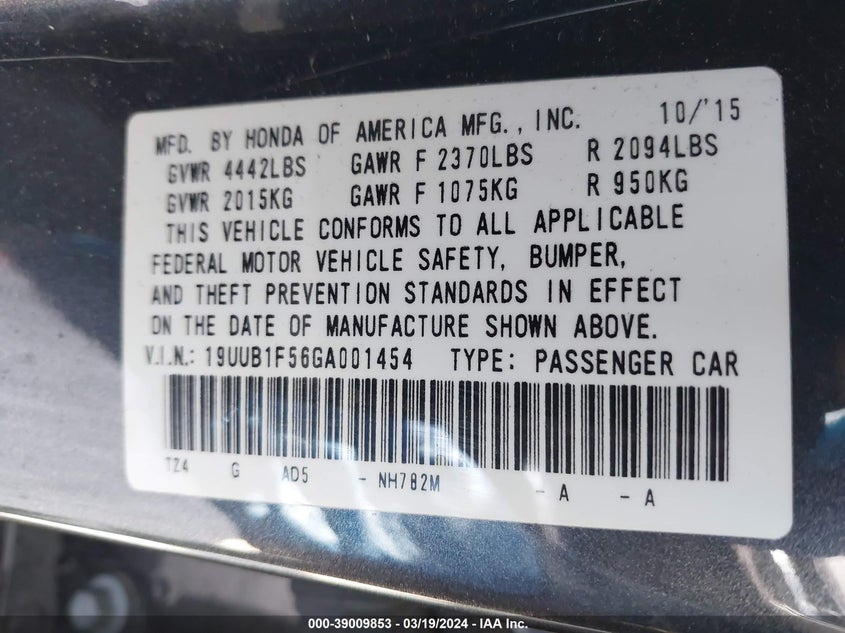 MFD. BY HONDA OF AMERICA MFG., INC. 10/'15
GVWR 4442LBS GAWR F 2370LBS R 2094LBS
GVWR 2015KG GAWR F 1075KG R 950KG
THIS VEHICLE CONFORMS TO ALL APPLICABLE
FEDERAL MOTOR VEHICLE SAFETY, BUMPER,
AND THEFT PREVENTION STANDARDS IN EFFECT
ON THE DATE OF MANUFACTURE SHOWN ABOVE.
V.I.N.: 19UUB1F56GA001454 TYPE: PASSENGER CAR
TZ4 G AD5 - NH782M - A - A
000-39009853 // 03/19/2024 - IAA Inc.